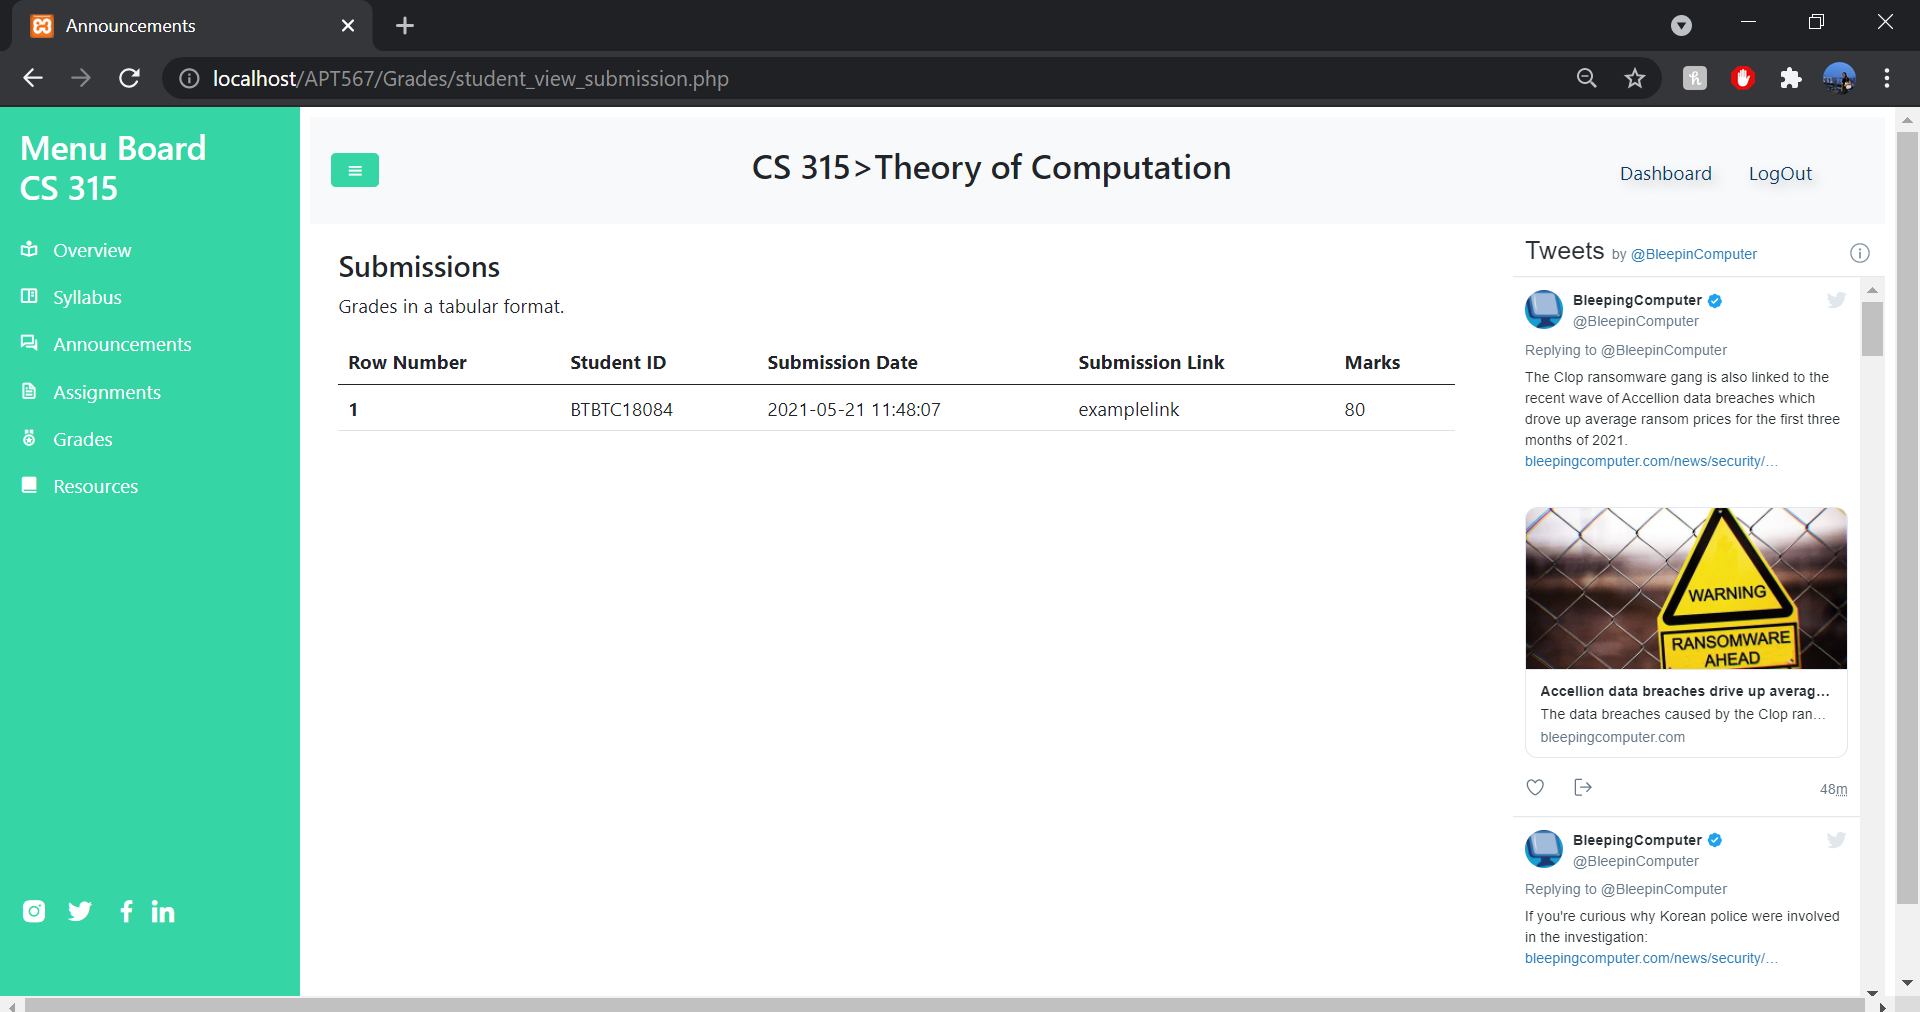 Announcements
localhost/APT567/Grades/student_view_submission.php
Menu Board
CS 315
Overview
Syllabus
Announcements
Assignments
Grades
Resources
CS 315>Theory of Computation
Dashboard
LogOut
Submissions
Grades in a tabular format.
Row Number Student ID Submission Date Submission Link Marks
1 BTBTC18084 2021-05-21 11:48:07 examplelink 80
Tweets by @BleepinComputer
BleepingComputer
@BleepinComputer
Replying to @BleepinComputer
The Clop ransomware gang is also linked to the
recent wave of Accellion data breaches which
drove up average ransom prices for the first three
months of 2021.
bleepingcomputer.com/news/security/…
WARNING
RANSOMWARE
AHEAD
Accellion data breaches drive up averag…
The data breaches caused by the Clop ran…
bleepingcomputer.com
48m
BleepingComputer
@BleepinComputer
Replying to @BleepinComputer
If you're curious why Korean police were involved
in the investigation:
bleepingcomputer.com/news/security/…